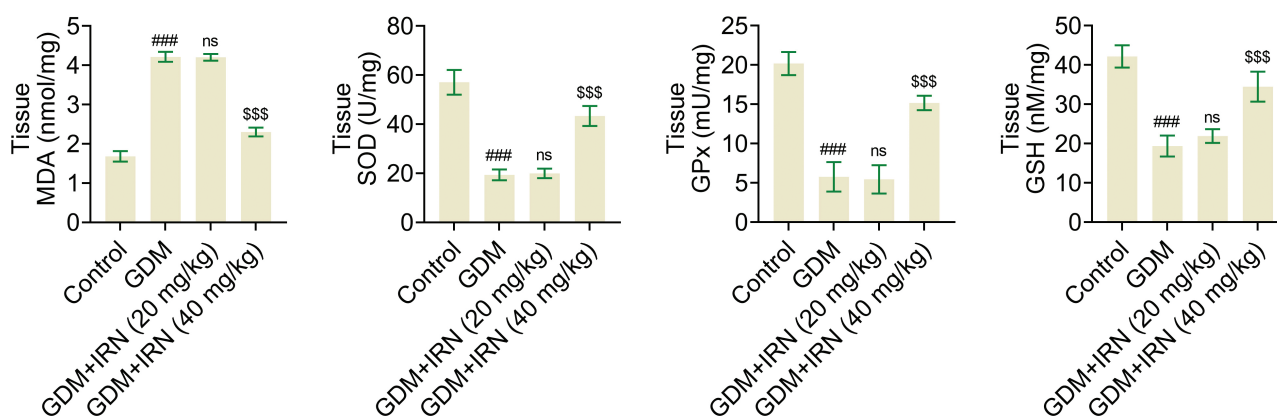 Tissue
MDA (nmol/mg)
5
4
3
2
1
0
###
ns
$$$
Control
GDM
GDM+IRN (20 mg/kg)
GDM+IRN (40 mg/kg)
Tissue
SOD (U/mg)
80
60
40
20
0
###
ns
$$$
Control
GDM
GDM+IRN (20 mg/kg)
GDM+IRN (40 mg/kg)
Tissue
GPx (mU/mg)
25
20
15
10
5
0
###
ns
$$$
Control
GDM
GDM+IRN (20 mg/kg)
GDM+IRN (40 mg/kg)
Tissue
GSH (nM/mg)
50
40
30
20
10
0
###
ns
$$$
Control
GDM
GDM+IRN (20 mg/kg)
GDM+IRN (40 mg/kg)